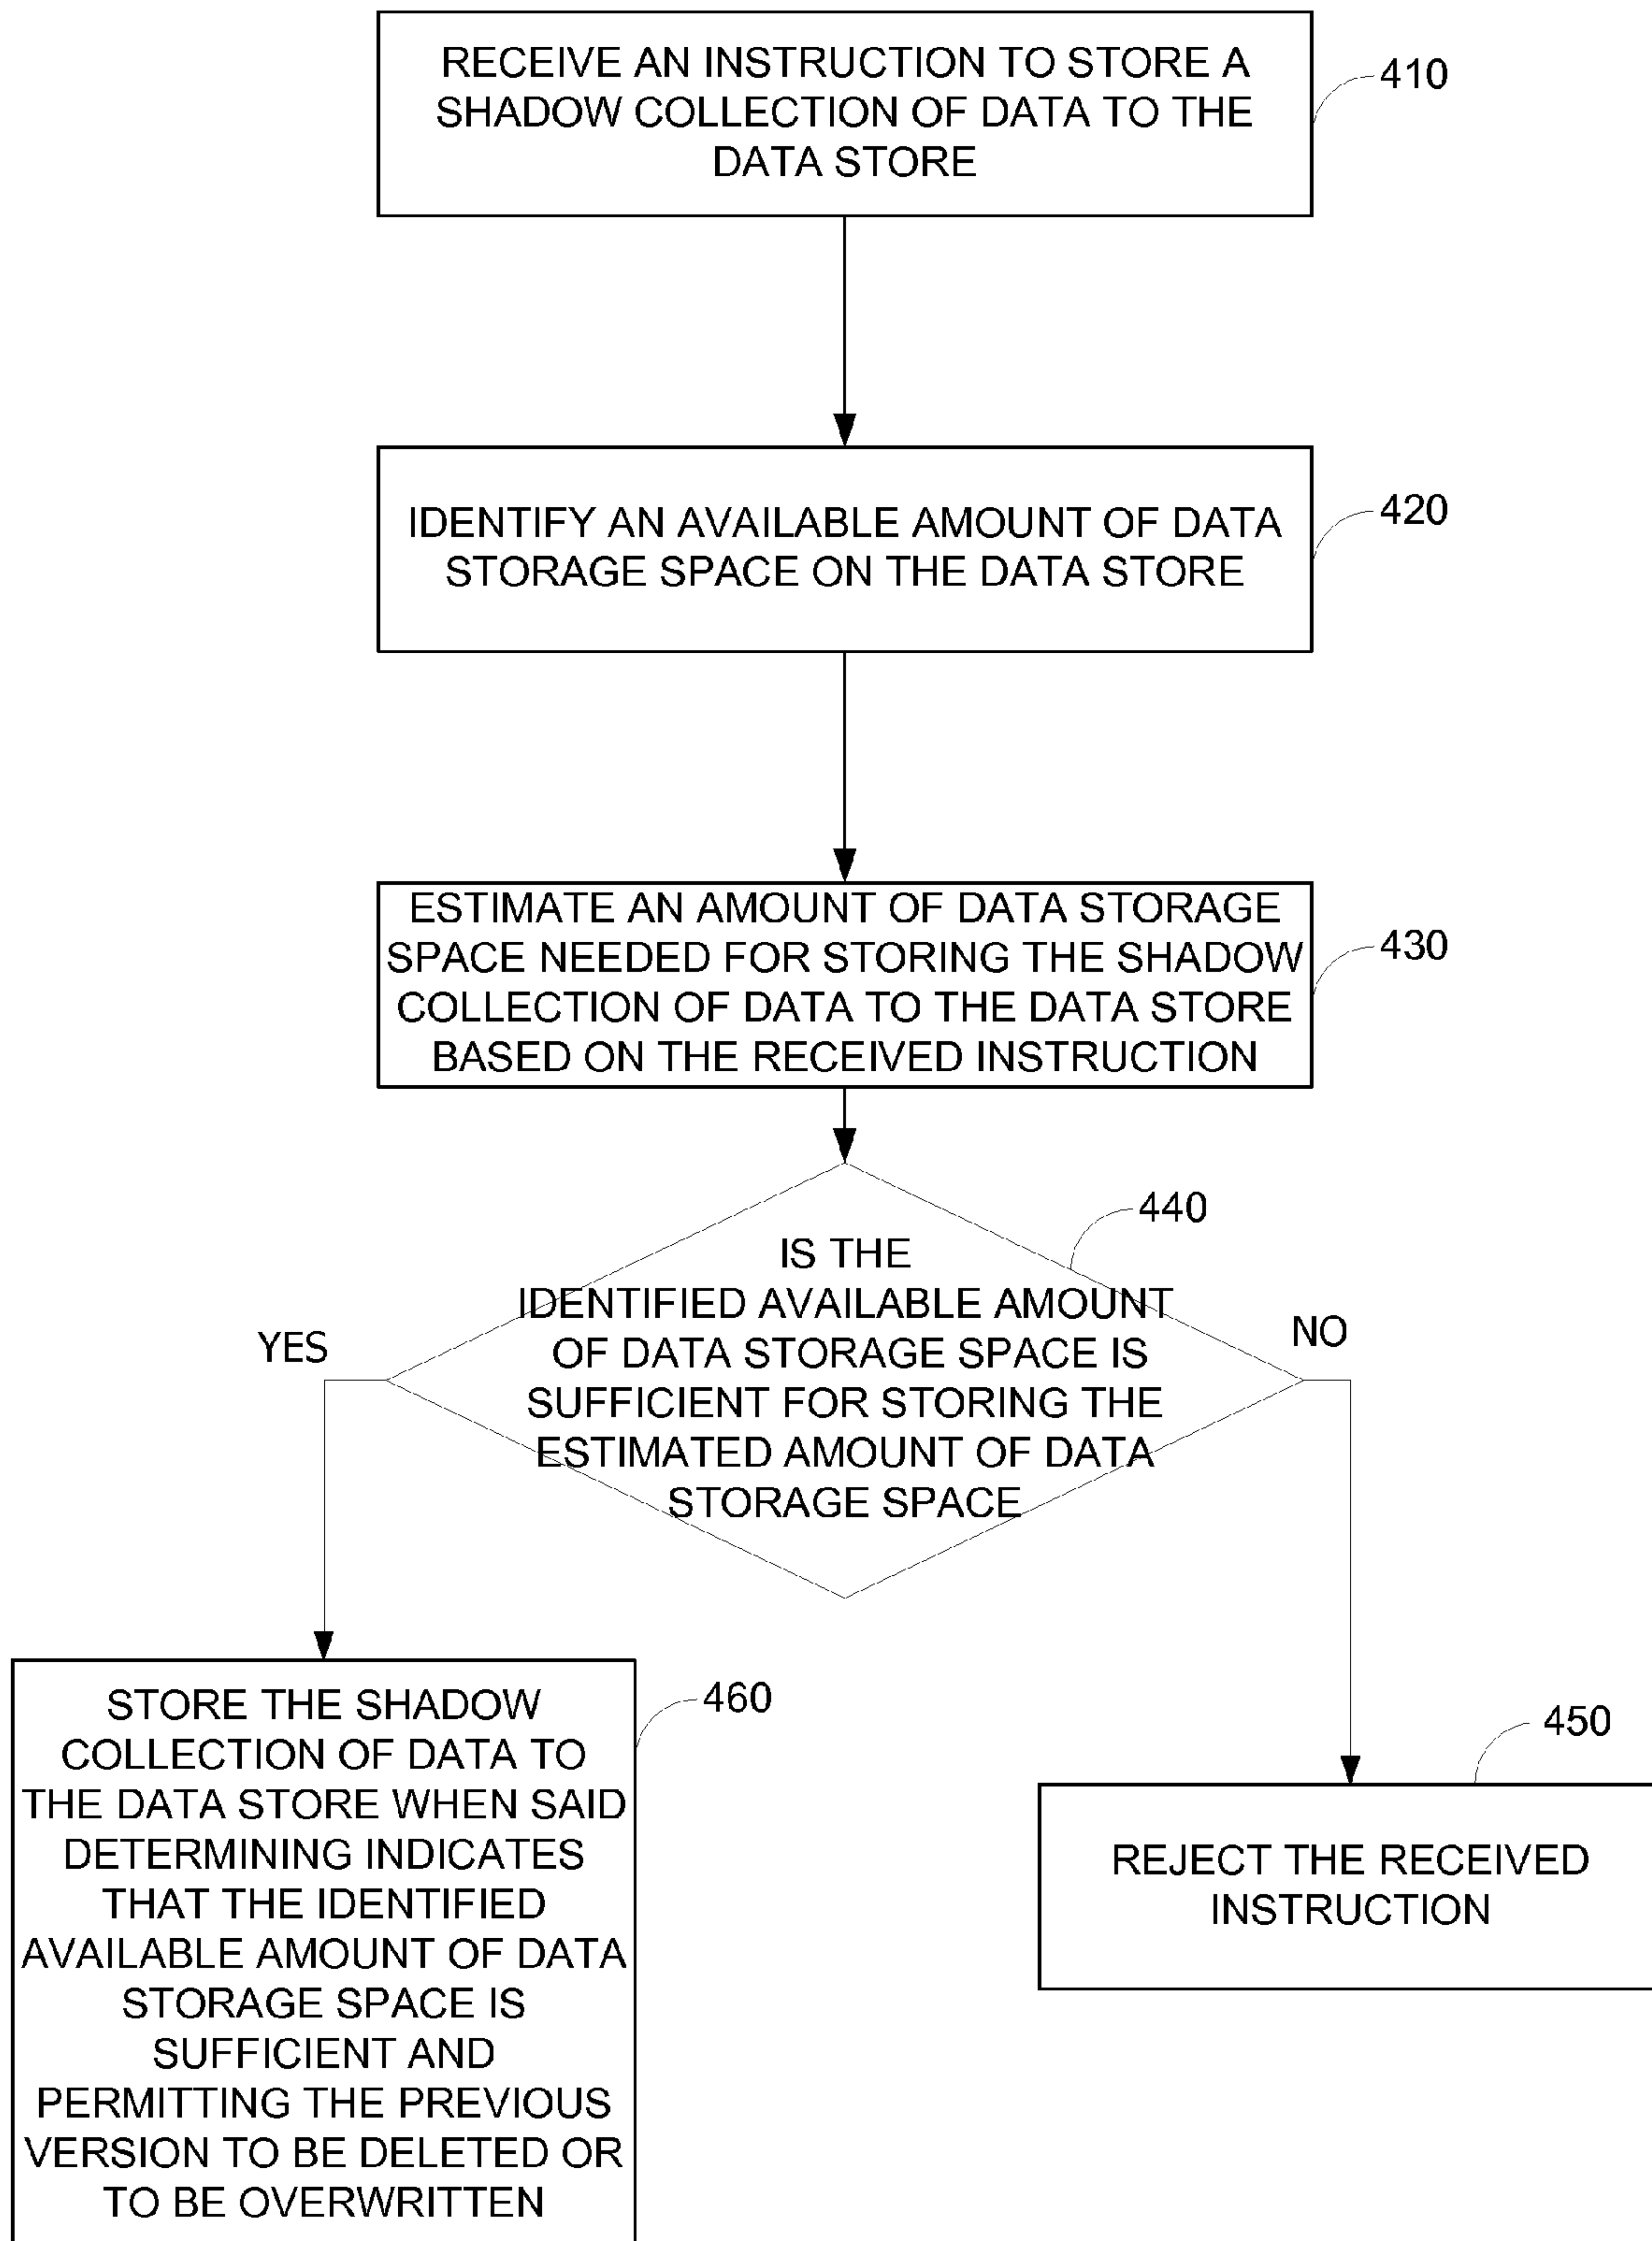 RECEIVE AN INSTRUCTION TO STORE A
SHADOW COLLECTION OF DATA TO THE
DATA STORE
410
IDENTIFY AN AVAILABLE AMOUNT OF DATA
STORAGE SPACE ON THE DATA STORE
420
ESTIMATE AN AMOUNT OF DATA STORAGE
SPACE NEEDED FOR STORING THE SHADOW
COLLECTION OF DATA TO THE DATA STORE
BASED ON THE RECEIVED INSTRUCTION
430
440
IS THE
IDENTIFIED AVAILABLE AMOUNT
OF DATA STORAGE SPACE IS
SUFFICIENT FOR STORING THE
ESTIMATED AMOUNT OF DATA
STORAGE SPACE
YES
NO
STORE THE SHADOW
COLLECTION OF DATA TO
THE DATA STORE WHEN SAID
DETERMINING INDICATES
THAT THE IDENTIFIED
AVAILABLE AMOUNT OF DATA
STORAGE SPACE IS
SUFFICIENT AND
PERMITTING THE PREVIOUS
VERSION TO BE DELETED OR
TO BE OVERWRITTEN
460
450
REJECT THE RECEIVED
INSTRUCTION